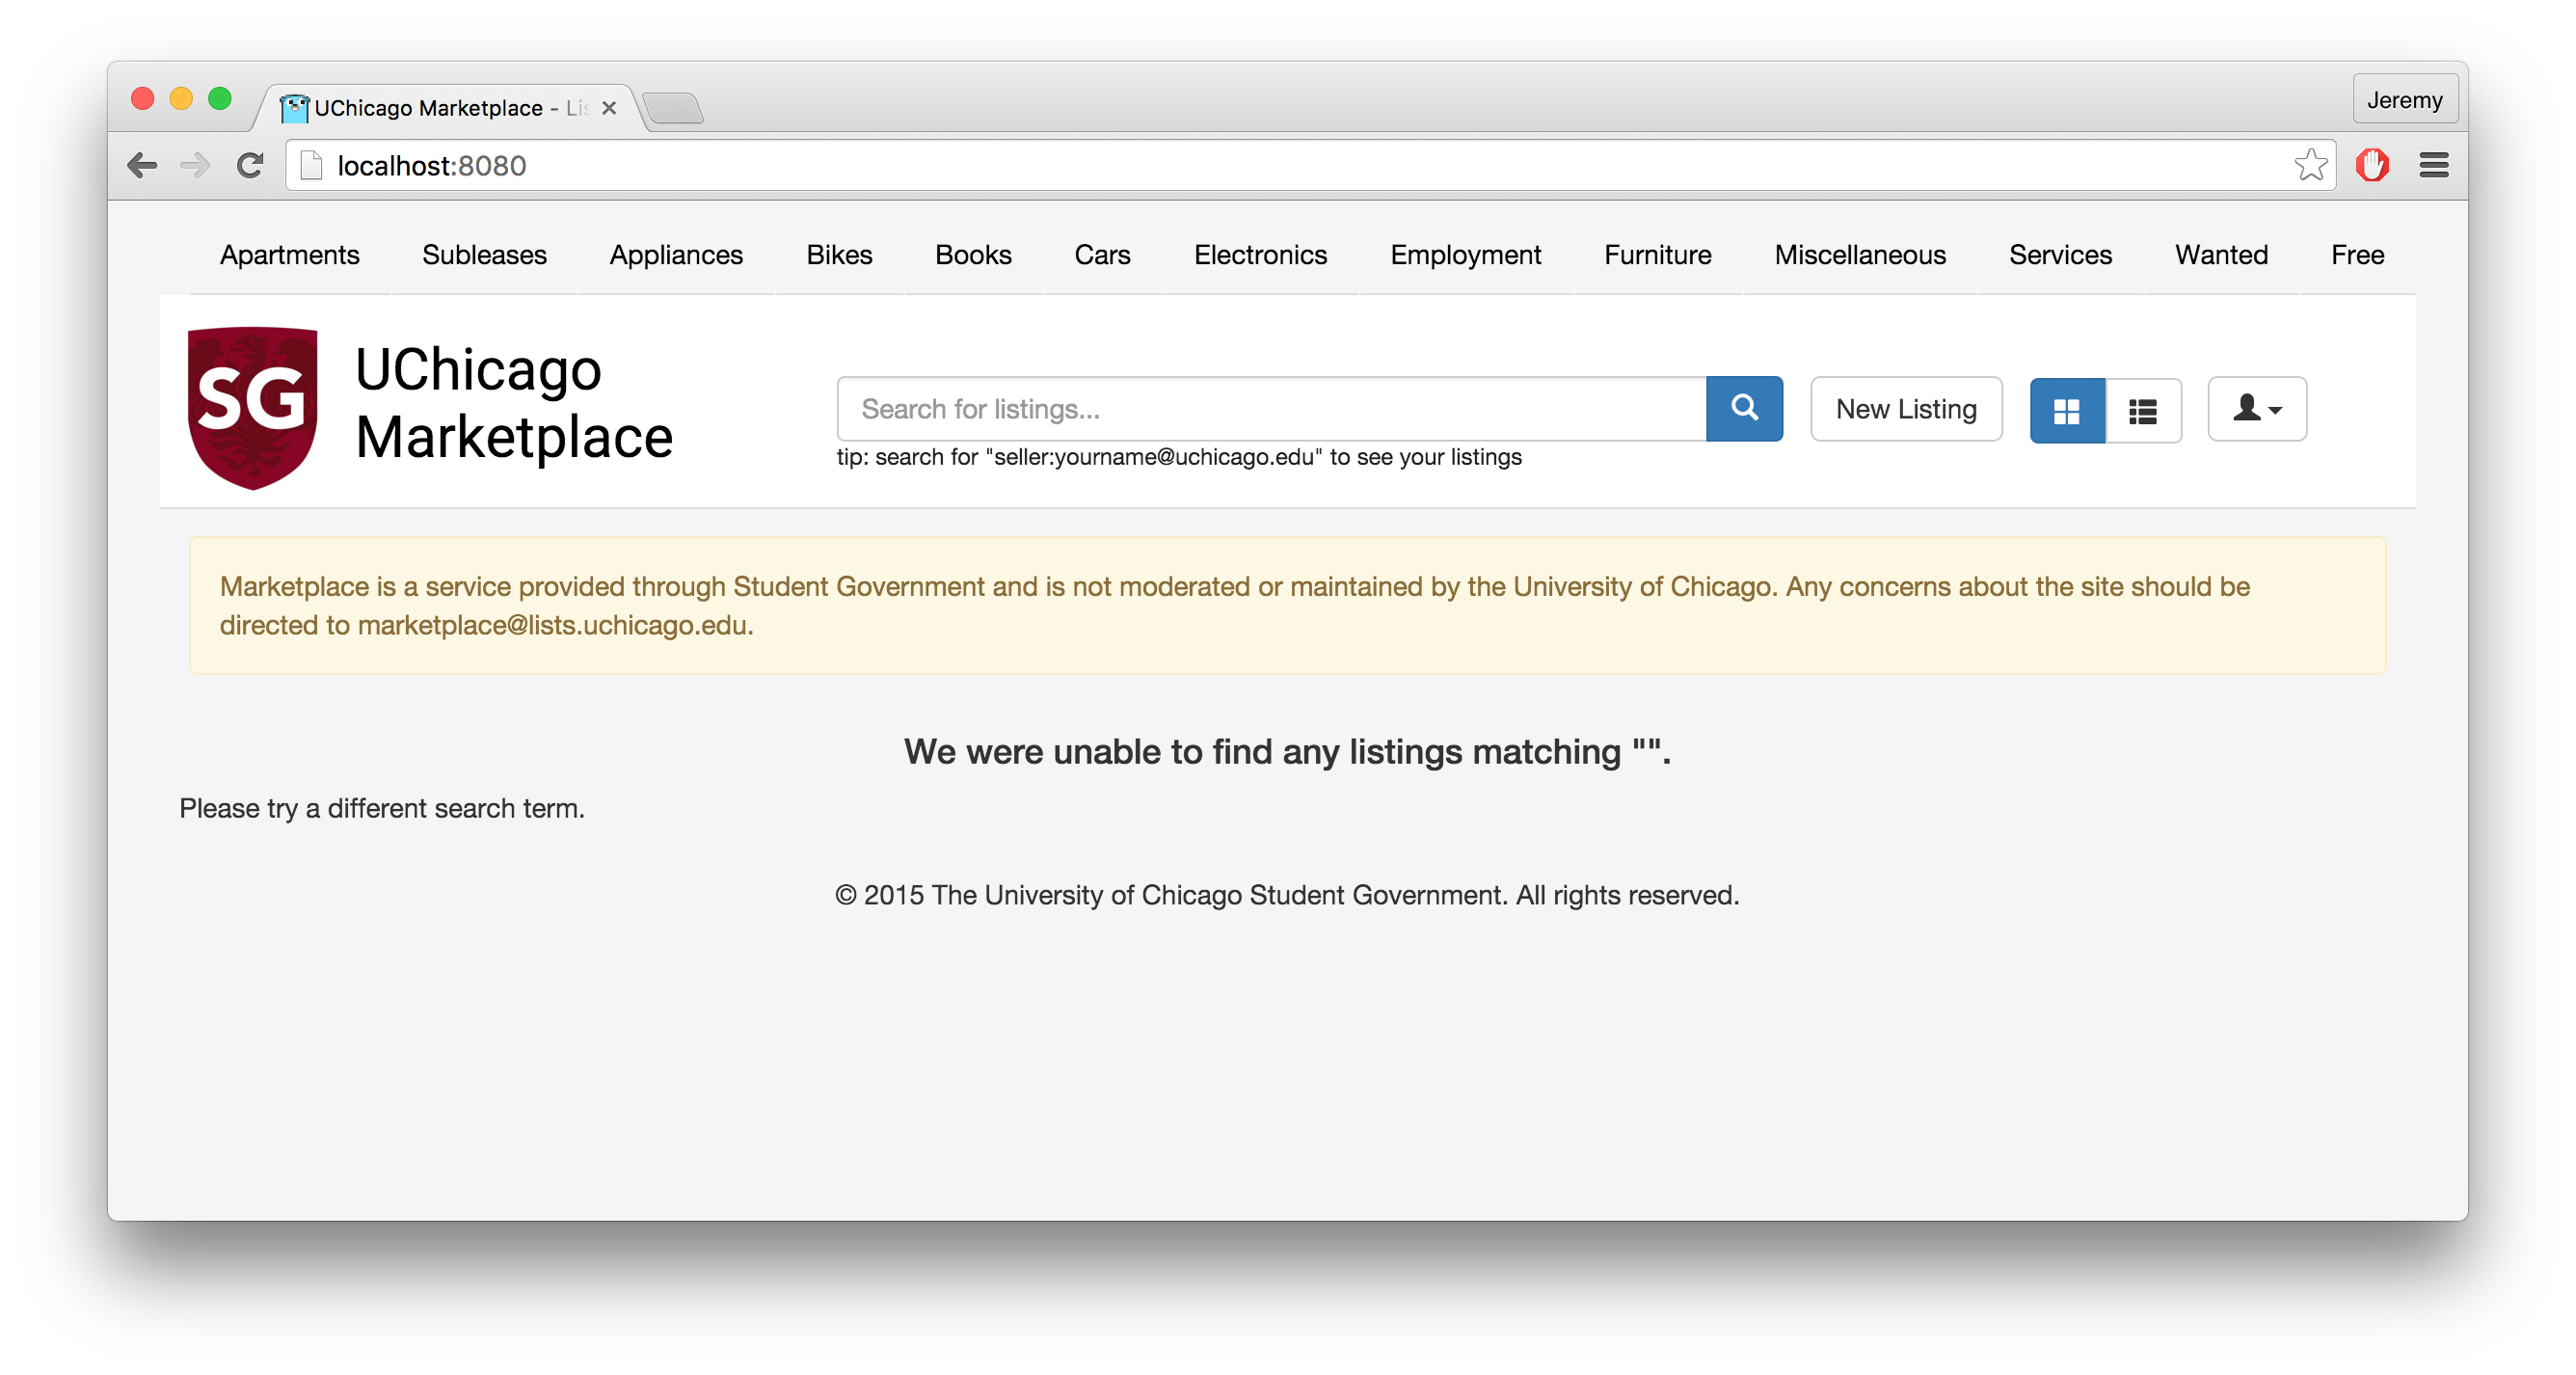 UChicago Marketplace - Lis
Jeremy
localhost:8080
Apartments Subleases Appliances Bikes Books Cars Electronics Employment Furniture Miscellaneous Services Wanted Free
SG
UChicago
Marketplace
Search for listings...
New Listing
tip: search for "seller:yourname@uchicago.edu" to see your listings
Marketplace is a service provided through Student Government and is not moderated or maintained by the University of Chicago. Any concerns about the site should be
directed to marketplace@lists.uchicago.edu.
We were unable to find any listings matching "".
Please try a different search term.
© 2015 The University of Chicago Student Government. All rights reserved.